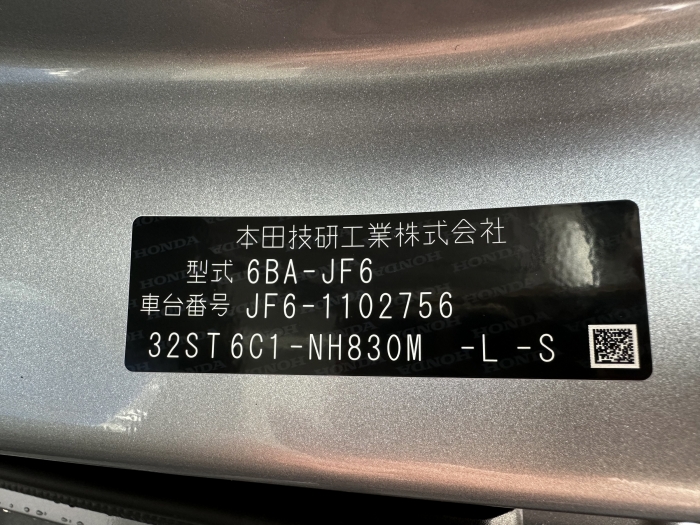 本田技研工業株式会社
型式 6BA-JF6
車台番号 JF6-1102756
32ST6C1-NH830M -L -S